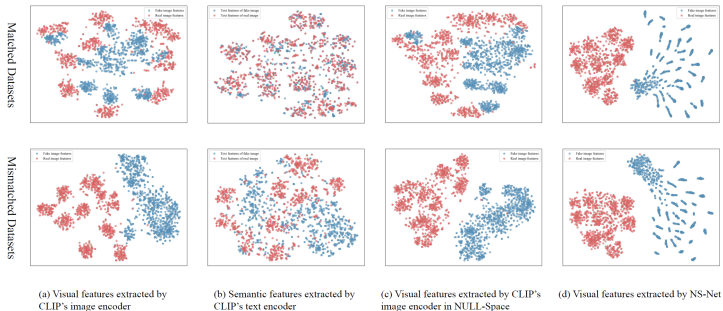 Matched Datasets
Fake image features
Real image features
Text features of fake image
Text features of real image
Fake image features
Real image features
Fake image features
Real image features
Mismatched Datasets
Fake image features
Real image features
Text features of fake image
Text features of real image
Fake image features
Real image features
Fake image features
Real image features
(a) Visual features extracted by
CLIP's image encoder
(b) Semantic features extracted by
CLIP's text encoder
(c) Visual features extracted by CLIP's
image encoder in NULL-Space
(d) Visual features extracted by NS-Net